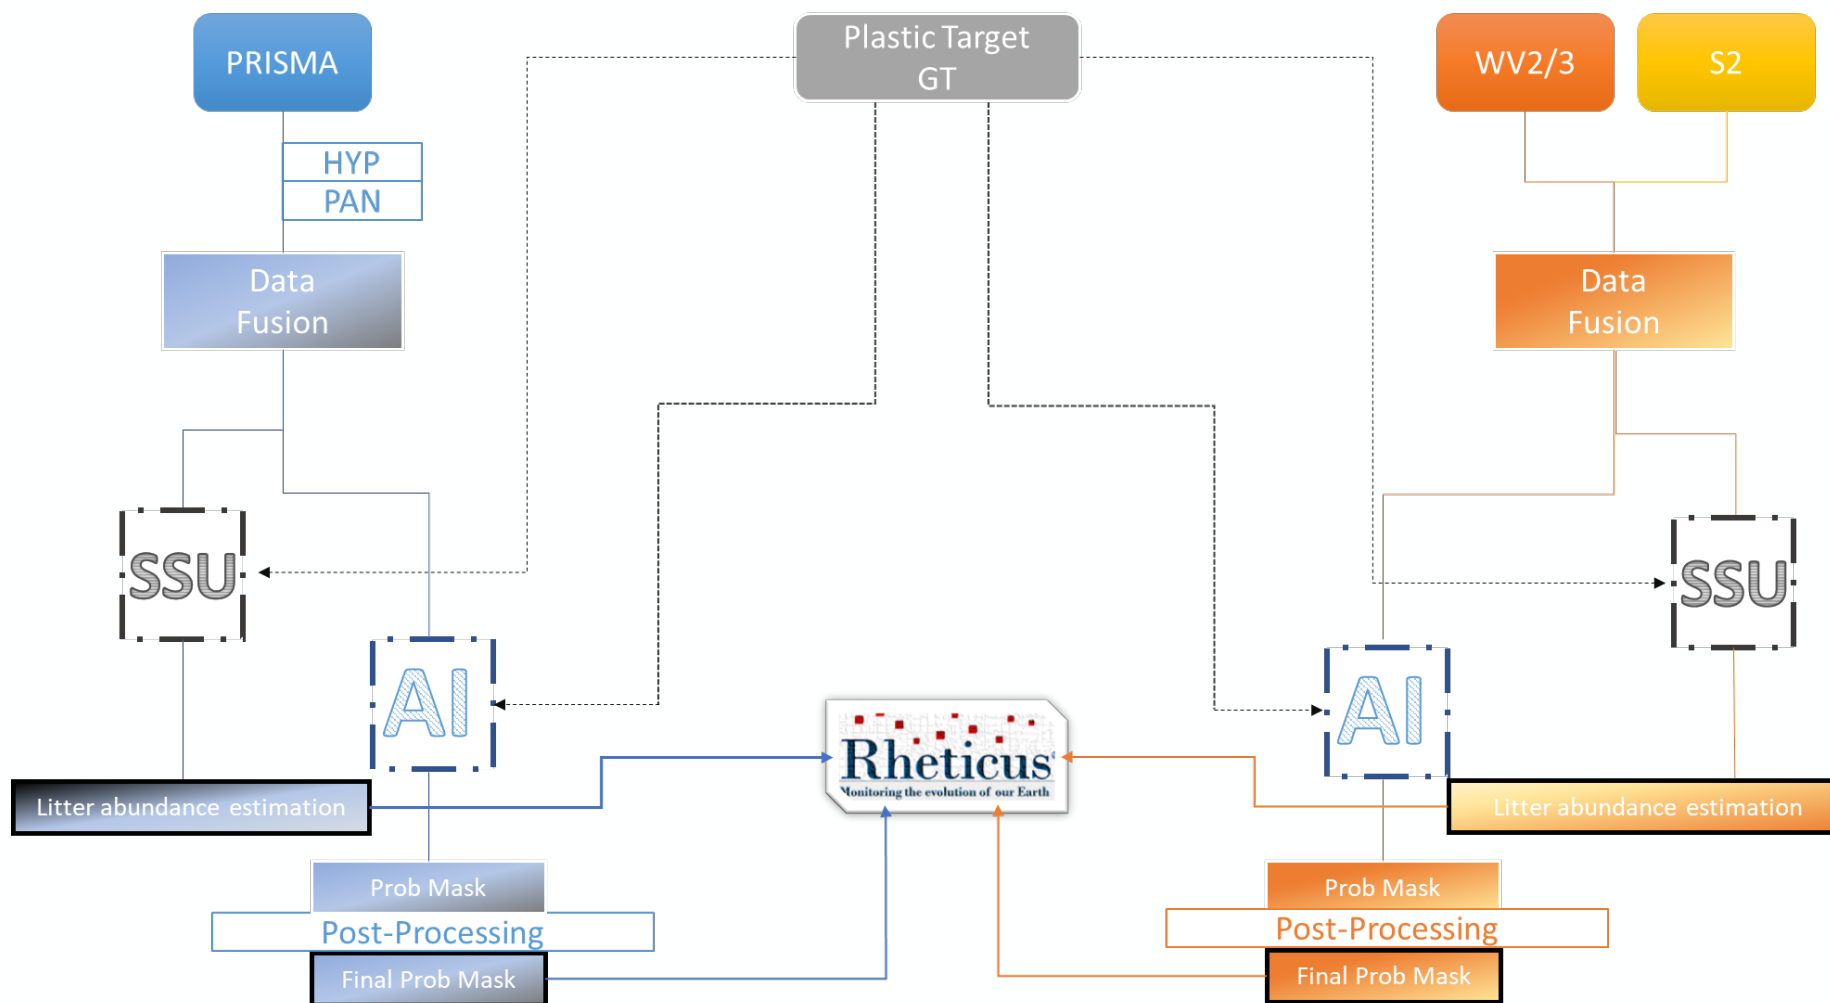 PRISMA
Plastic Target
GT
WV2/3
S2
HYP
PAN
Data
Fusion
Data
Fusion
SSU
SSU
AI
AI
Rheticus
Monitoring the evolution of our Earth
Litter abundance estimation
Litter abundance estimation
Prob Mask
Post-Processing
Final Prob Mask
Prob Mask
Post-Processing
Final Prob Mask